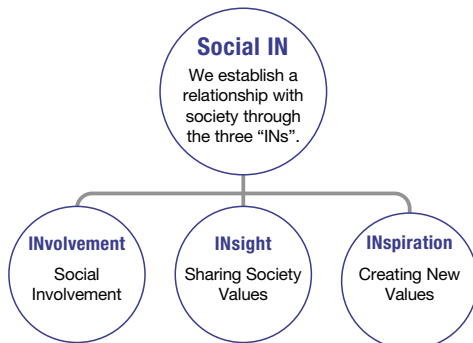 Social IN
We establish a
relationship with
society through
the three “INs”.
INvolvement
Social
Involvement
INsight
Sharing Society
Values
INspiration
Creating New
Values